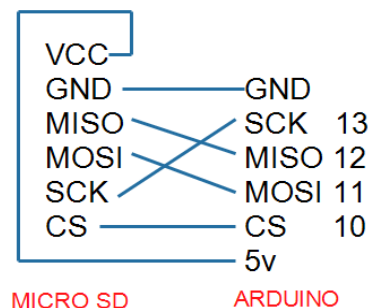 VCC
GND GND
MISO SCK 13
MOSI MISO 12
SCK MOSI 11
CS CS 10
5v
MICRO SD ARDUINO